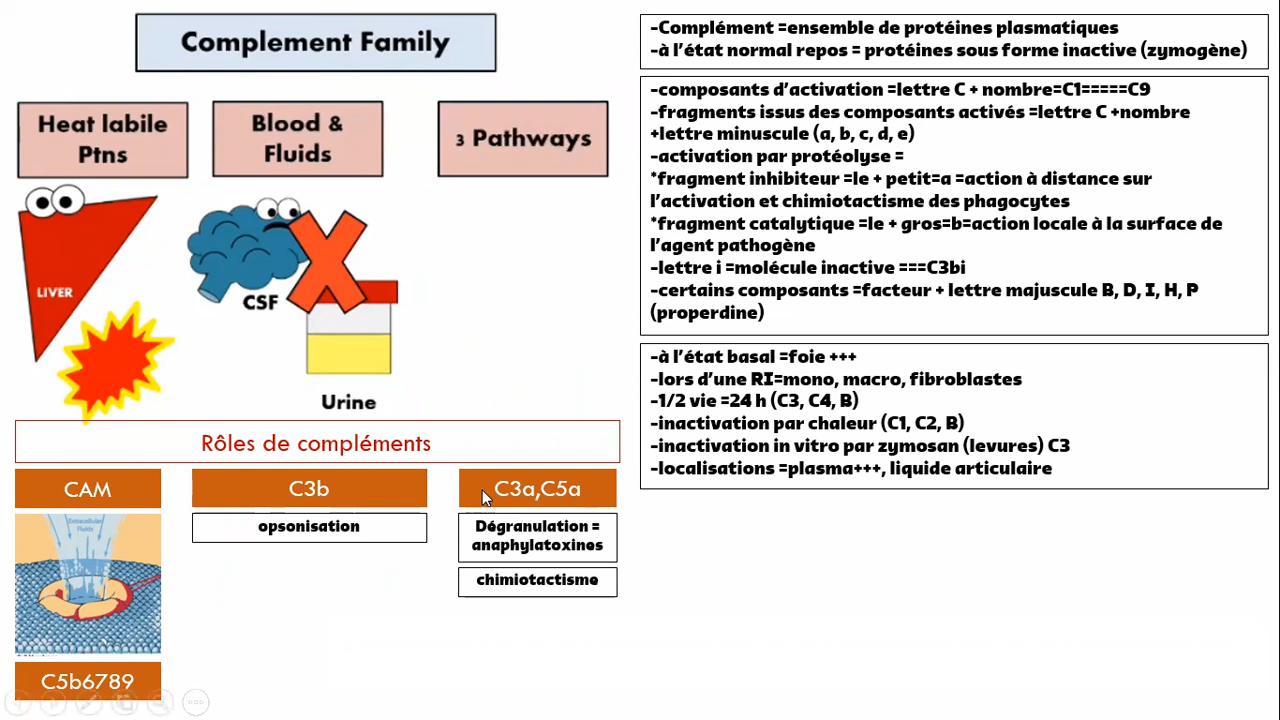 Complement Family
Heat labile
Ptns
Blood &
Fluids
3 Pathways
LIVER
CSF
Urine
Rôles de compléments
CAM
C3b
C3a,C5a
opsonisation
Dégranulation =
anaphylatoxines
chimiotactisme
Extracellular
Fluids
C5b6789
-Complément =ensemble de protéines plasmatiques
-à l'état normal repos = protéines sous forme inactive (zymogène)
-composants d'activation =lettre C + nombre=C1=====C9
-fragments issus des composants activés =lettre C +nombre
+lettre minuscule (a, b, c, d, e)
-activation par protéolyse =
*fragment inhibiteur =le + petit=a =action à distance sur
l'activation et chimiotactisme des phagocytes
*fragment catalytique =le + gros=b=action locale à la surface de
l'agent pathogène
-lettre i =molécule inactive ===C3bi
-certains composants =facteur + lettre majuscule B, D, I, H, P
(properdine)
-à l'état basal =foie +++
-lors d'une RI=mono, macro, fibroblastes
-1/2 vie =24 h (C3, C4, B)
-inactivation par chaleur (C1, C2, B)
-inactivation in vitro par zymosan (levures) C3
-localisations =plasma+++, liquide articulaire